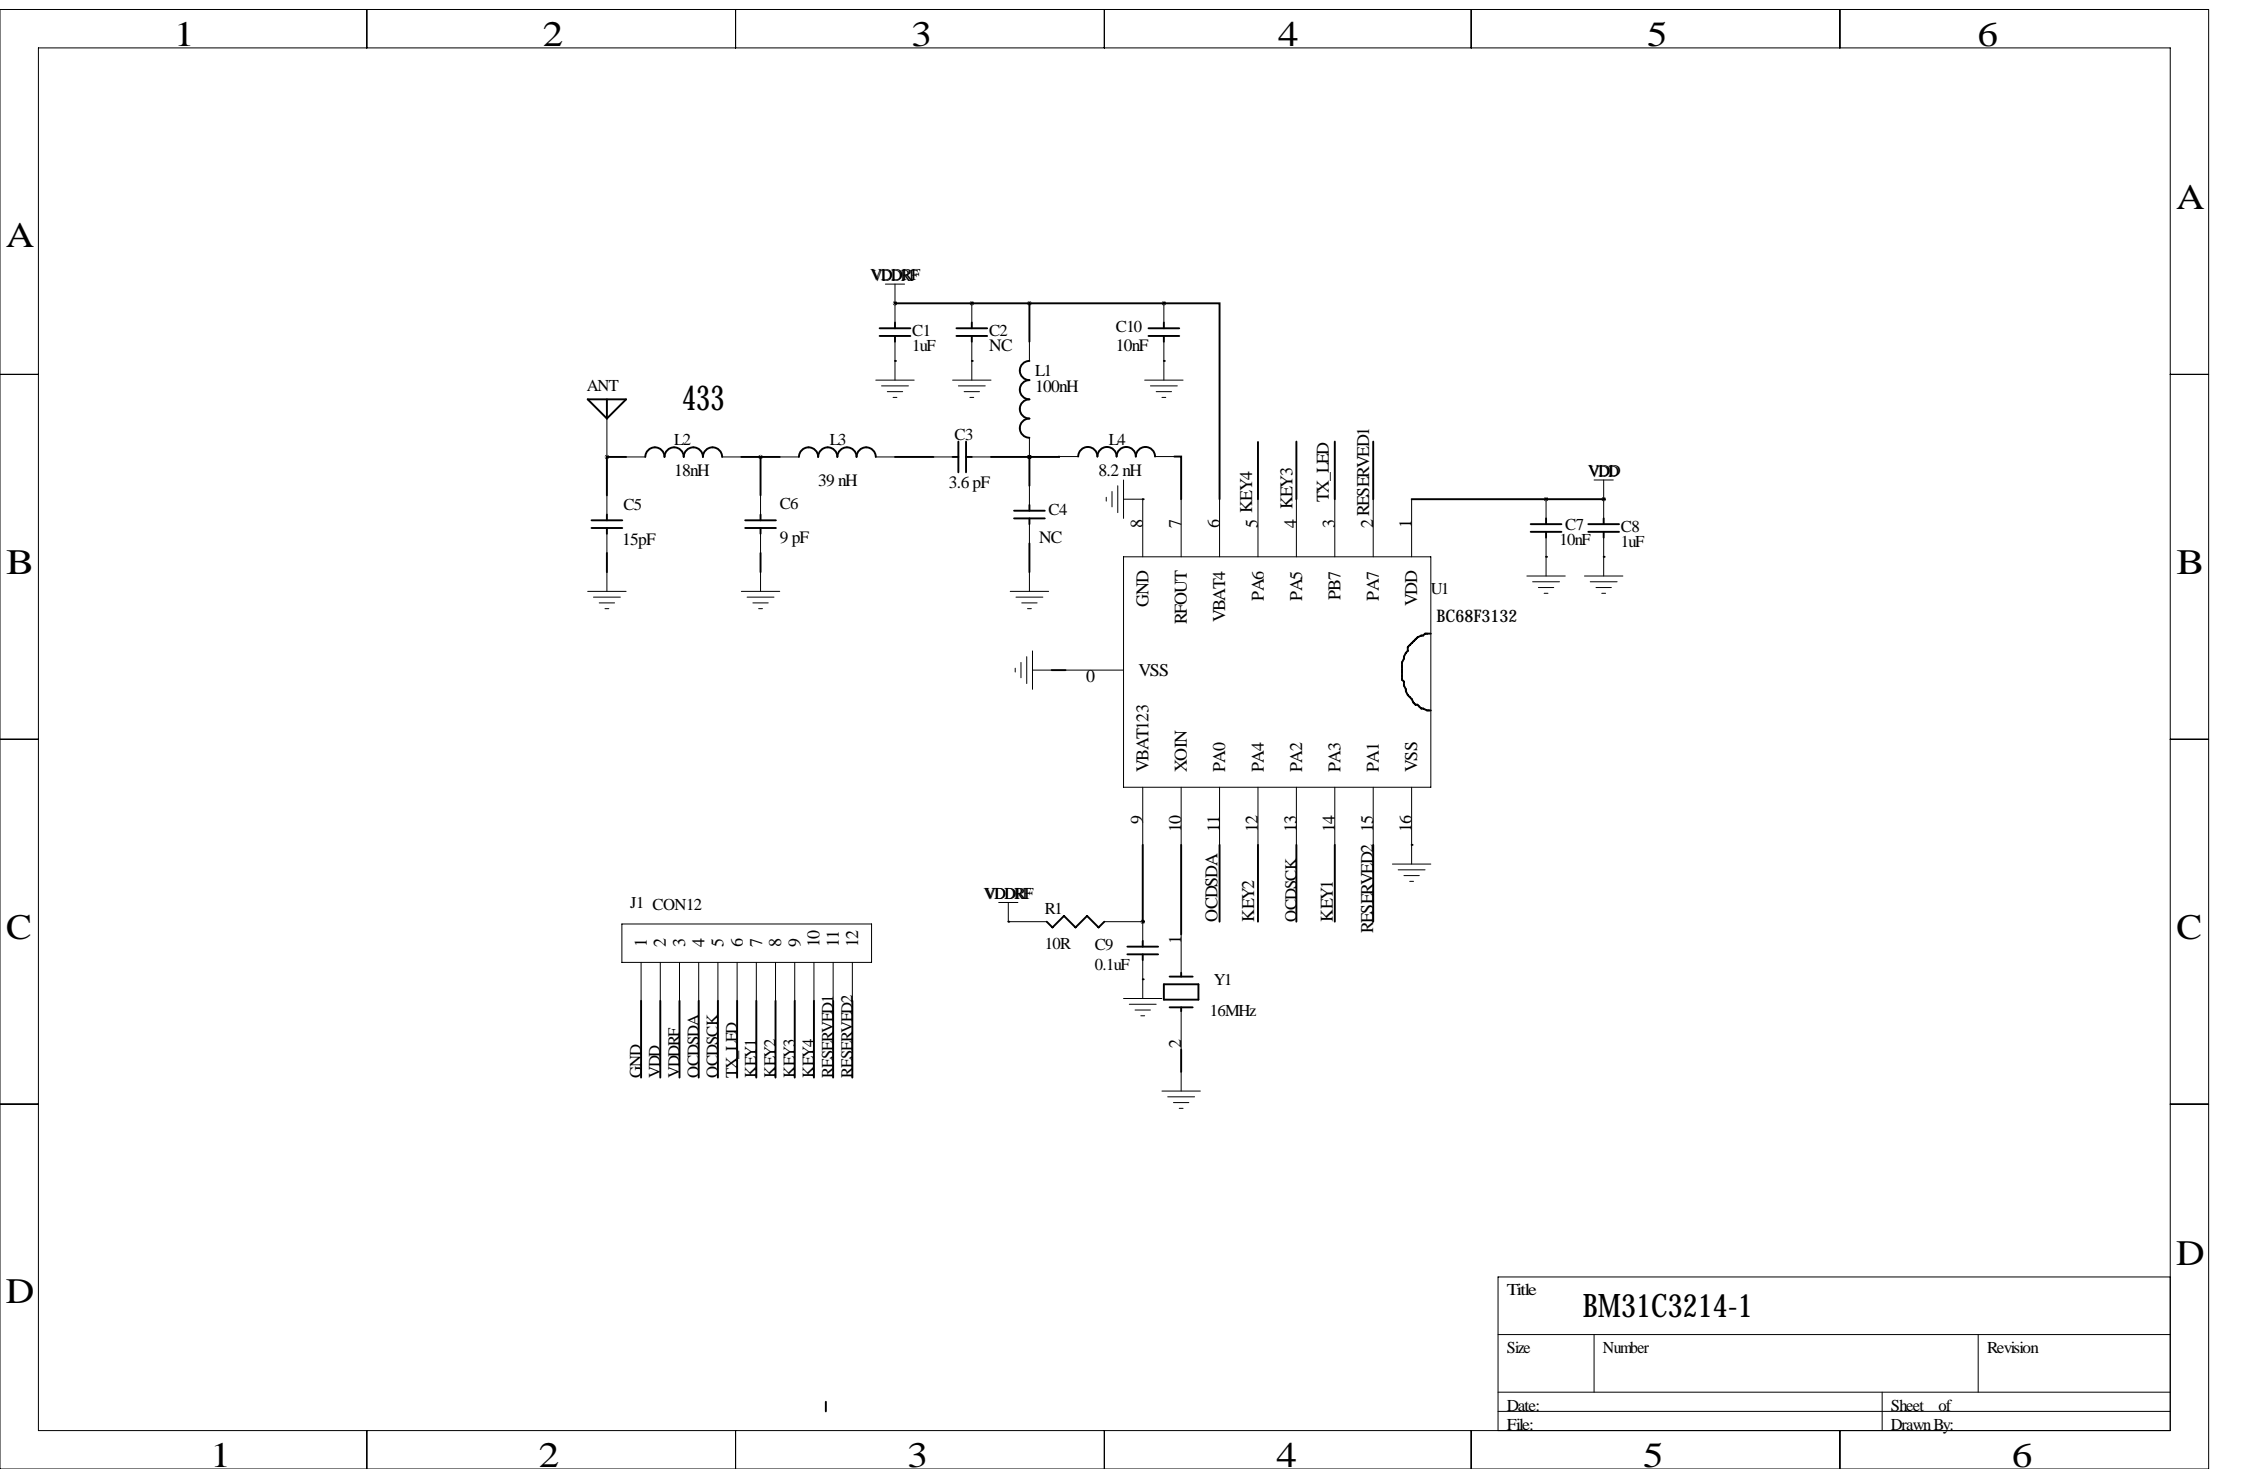 1 2 3 4 5 6
A A
VDDRF
C1
1uF
C2
NC
C10
10nF
L1
100nH
ANT
433
L2
18nH
L3
39 nH
C3
3.6 pF
L4
8.2 nH
C5
15pF
C6
9 pF
C4
NC
KEY4
KEY3
TX_LED
RESERVED1
VDD
C7
10nF
C8
1uF
8 7 6 5 4 3 2 1
B B
GND RFOUT VBAT4 PA6 PA5 PB7 PA7 VDD
U1
BC68F3132
VSS
0
VBAT123 XOIN PA0 PA4 PA2 PA3 PA1 VSS
9 10 11 12 13 14 15 16
OCDSDA
KEY2
OCDSCK
KEY1
RESERVED2
C C
VDDRF
R1
10R
C9
0.1uF
1
Y1
16MHz
2
J1 CON12
1 2 3 4 5 6 7 8 9 10 11 12
GND
VDD
VDDRF
OCDSDA
OCDSCK
TX_LED
KEY1
KEY2
KEY3
KEY4
RESERVED1
RESERVED2
D D
Title
BM31C3214-1
Size Number Revision
Date: Sheet of
File: Drawn By:
1 2 3 4 5 6